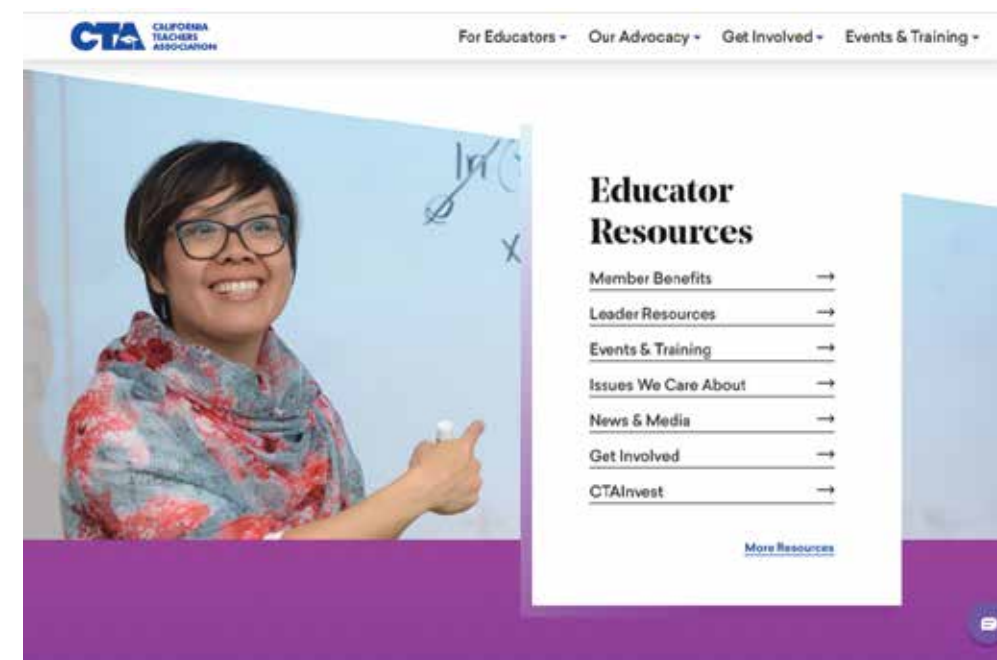 CTA
CALIFORNIA
TEACHERS
ASSOCIATION
For Educators
Our Advocacy
Get Involved
Events & Training
ln (
x
Educator
Resources
Member Benefits →
Leader Resources →
Events & Training →
Issues We Care About →
News & Media →
Get Involved →
CTAInvest →
More Resources